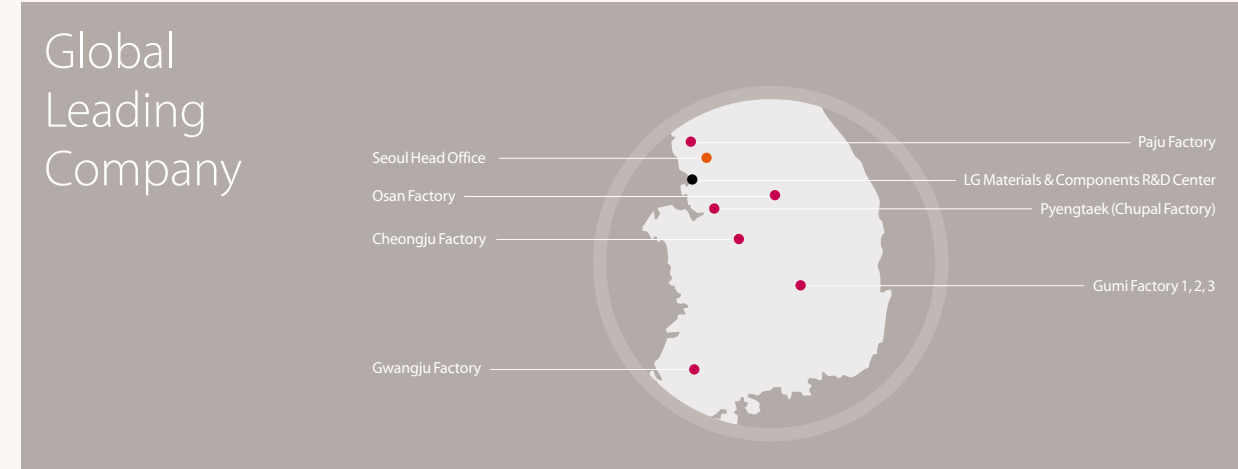 Global
Leading
Company
Seoul Head Office
Osan Factory
Cheongju Factory
Gwangju Factory
Paju Factory
LG Materials & Components R&D Center
Pyengtaek (Chupal Factory)
Gumi Factory 1, 2, 3